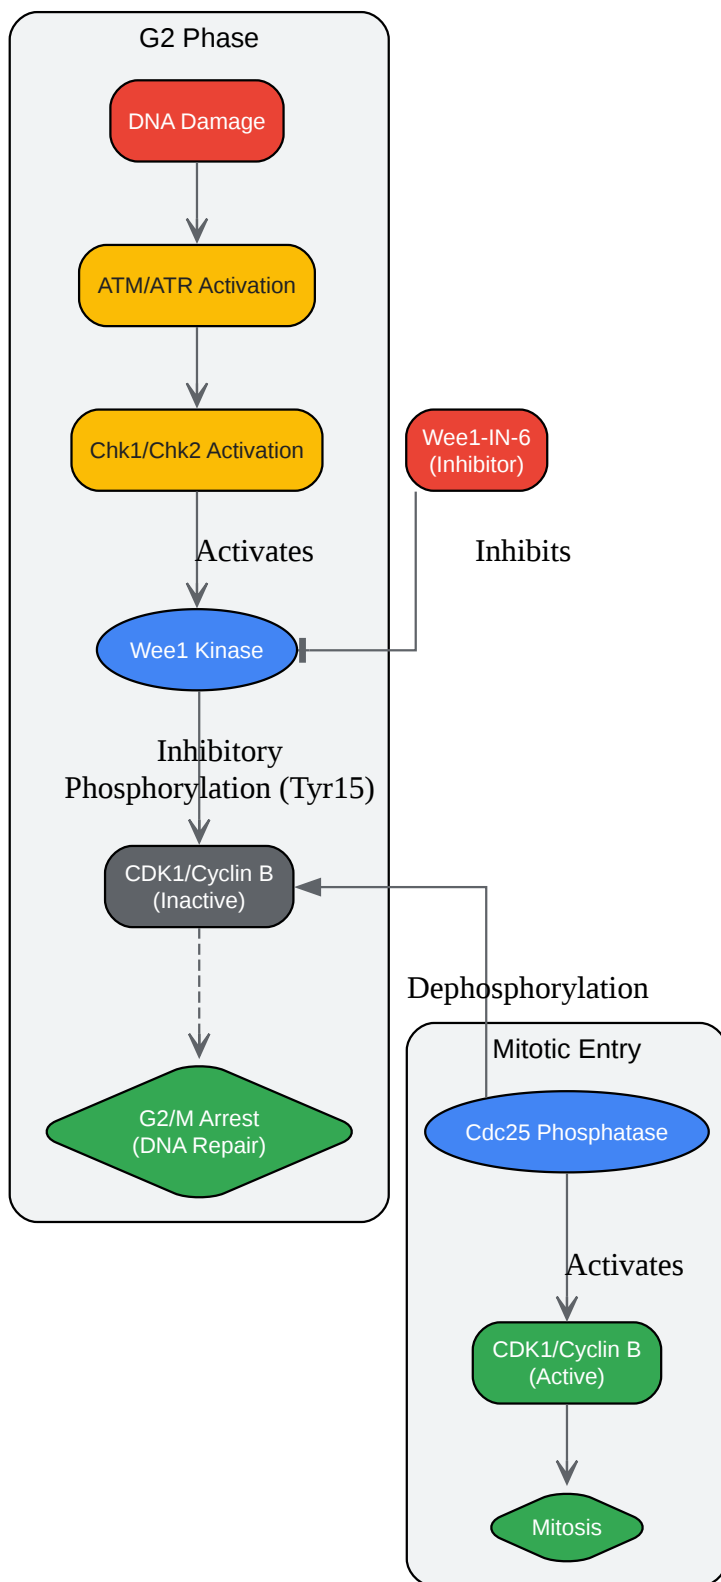 G2 Phase
DNA Damage
ATM/ATR Activation
Chk1/Chk2 Activation
Wee1-IN-6
(Inhibitor)
Activates
Inhibits
Wee1 Kinase
Inhibitory
Phosphorylation (Tyr15)
CDK1/Cyclin B
(Inactive)
Dephosphorylation
Mitotic Entry
G2/M Arrest
(DNA Repair)
Cdc25 Phosphatase
Activates
CDK1/Cyclin B
(Active)
Mitosis